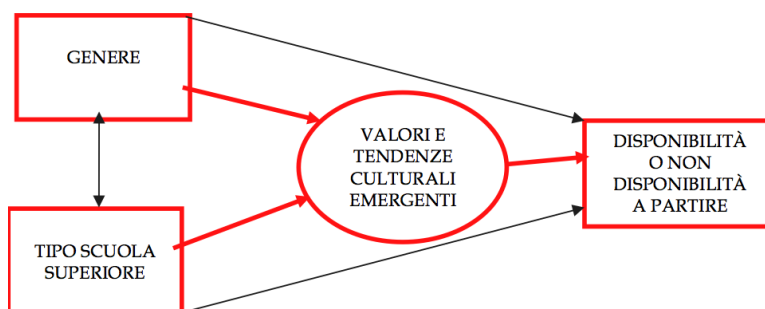 GENERE
VALORI E
TENDENZE
CULTURALI
EMERGENTI
DISPONIBILITÀ
O NON
DISPONIBILITÀ
A PARTIRE
TIPO SCUOLA
SUPERIORE